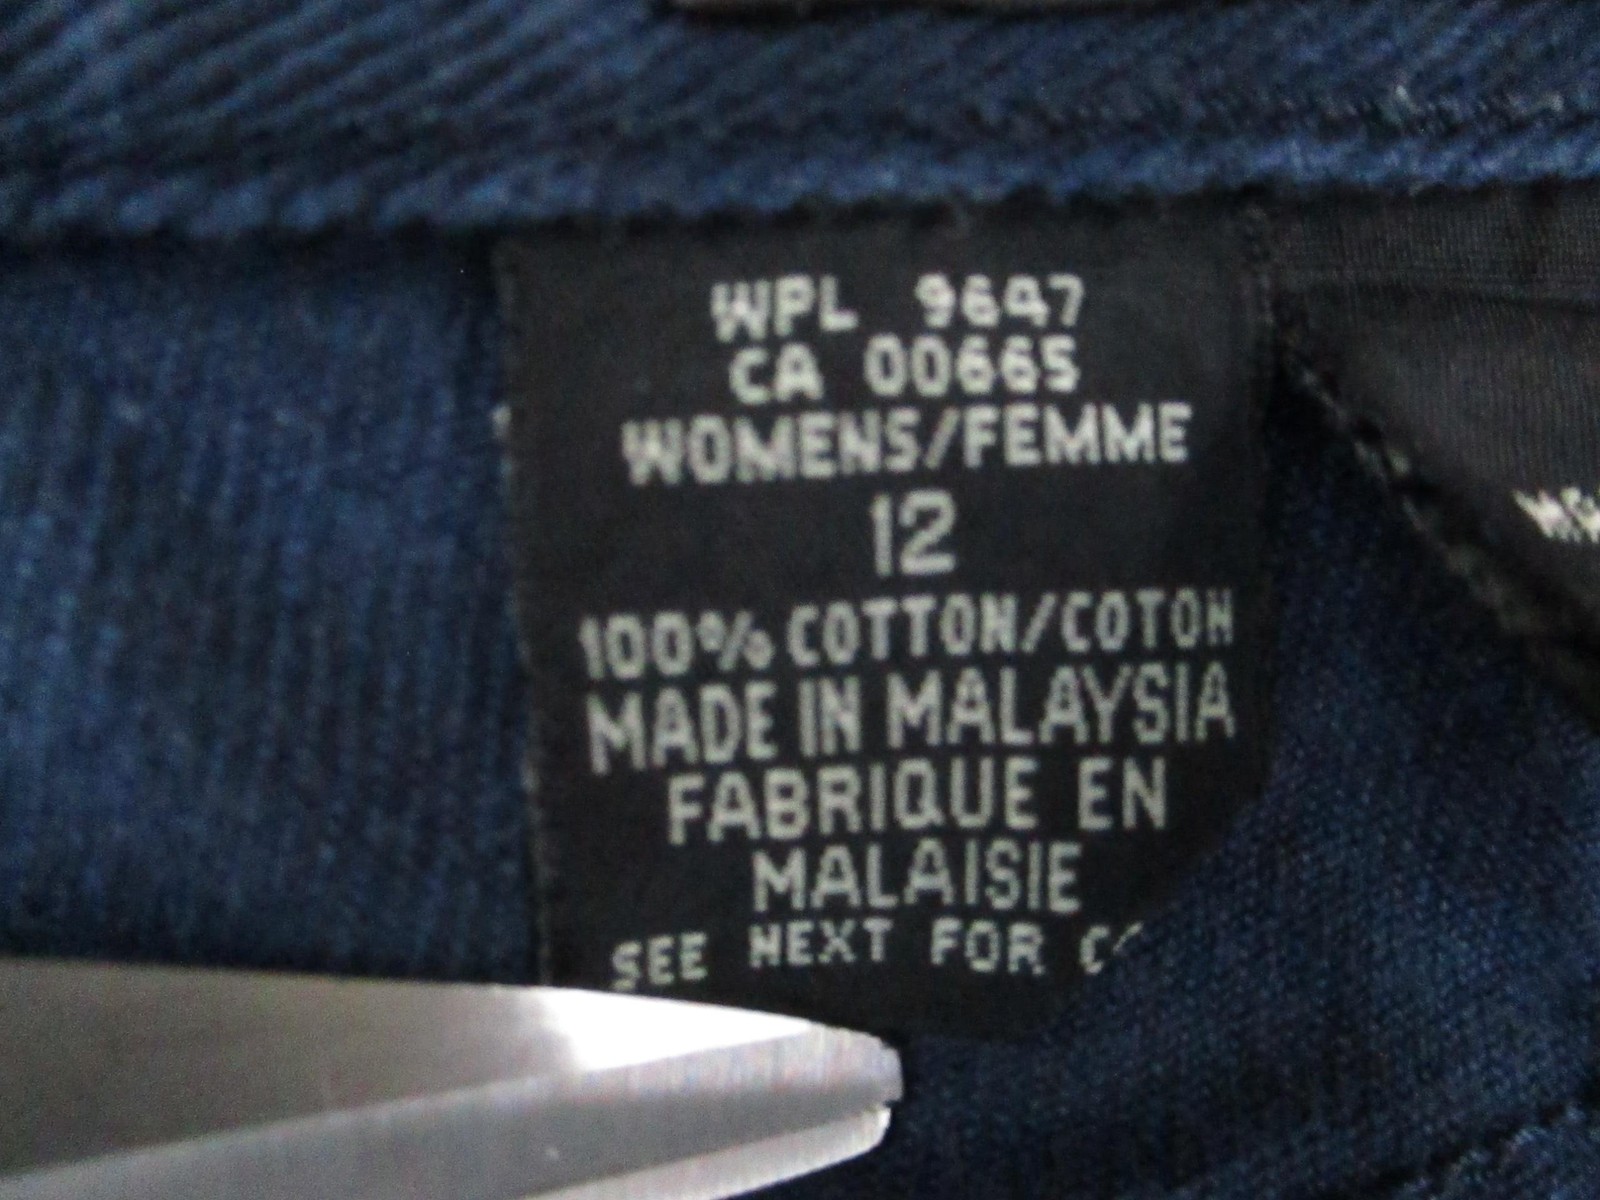 WPL 9647
CA 00665
WOMENS/FEMME
12
100% COTTON/COTON
MADE IN MALAYSIA
FABRIQUE EN
MALAISIE
SEE NEXT FOR